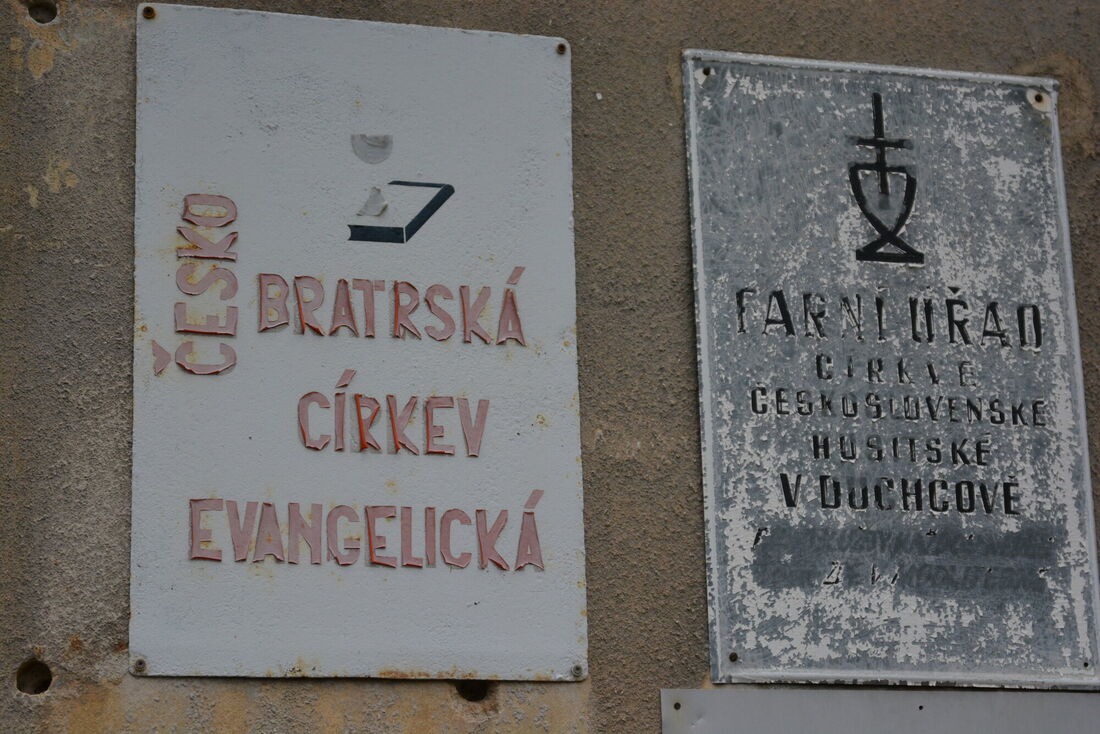 ČESKO
BRATRSKÁ
CÍRKEV
EVANGELICKÁ
FARNÍ ÚŘAD
CÍRKVE
ČESKOSLOVENSKÉ
HUSITSKÉ
V DUCHCOVĚ